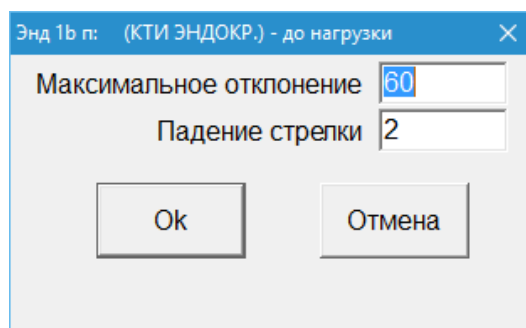 Энд 1b п: (КТИ ЭНДОКР.) - до нагрузки
Максимальное отклонение 60
Падение стрелки 2
Ok Отмена